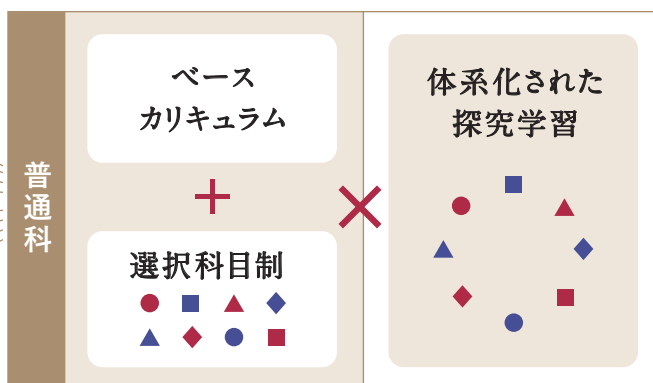 普通科
ベース
カリキュラム
+
選択科目制
×
体系化された
探究学習